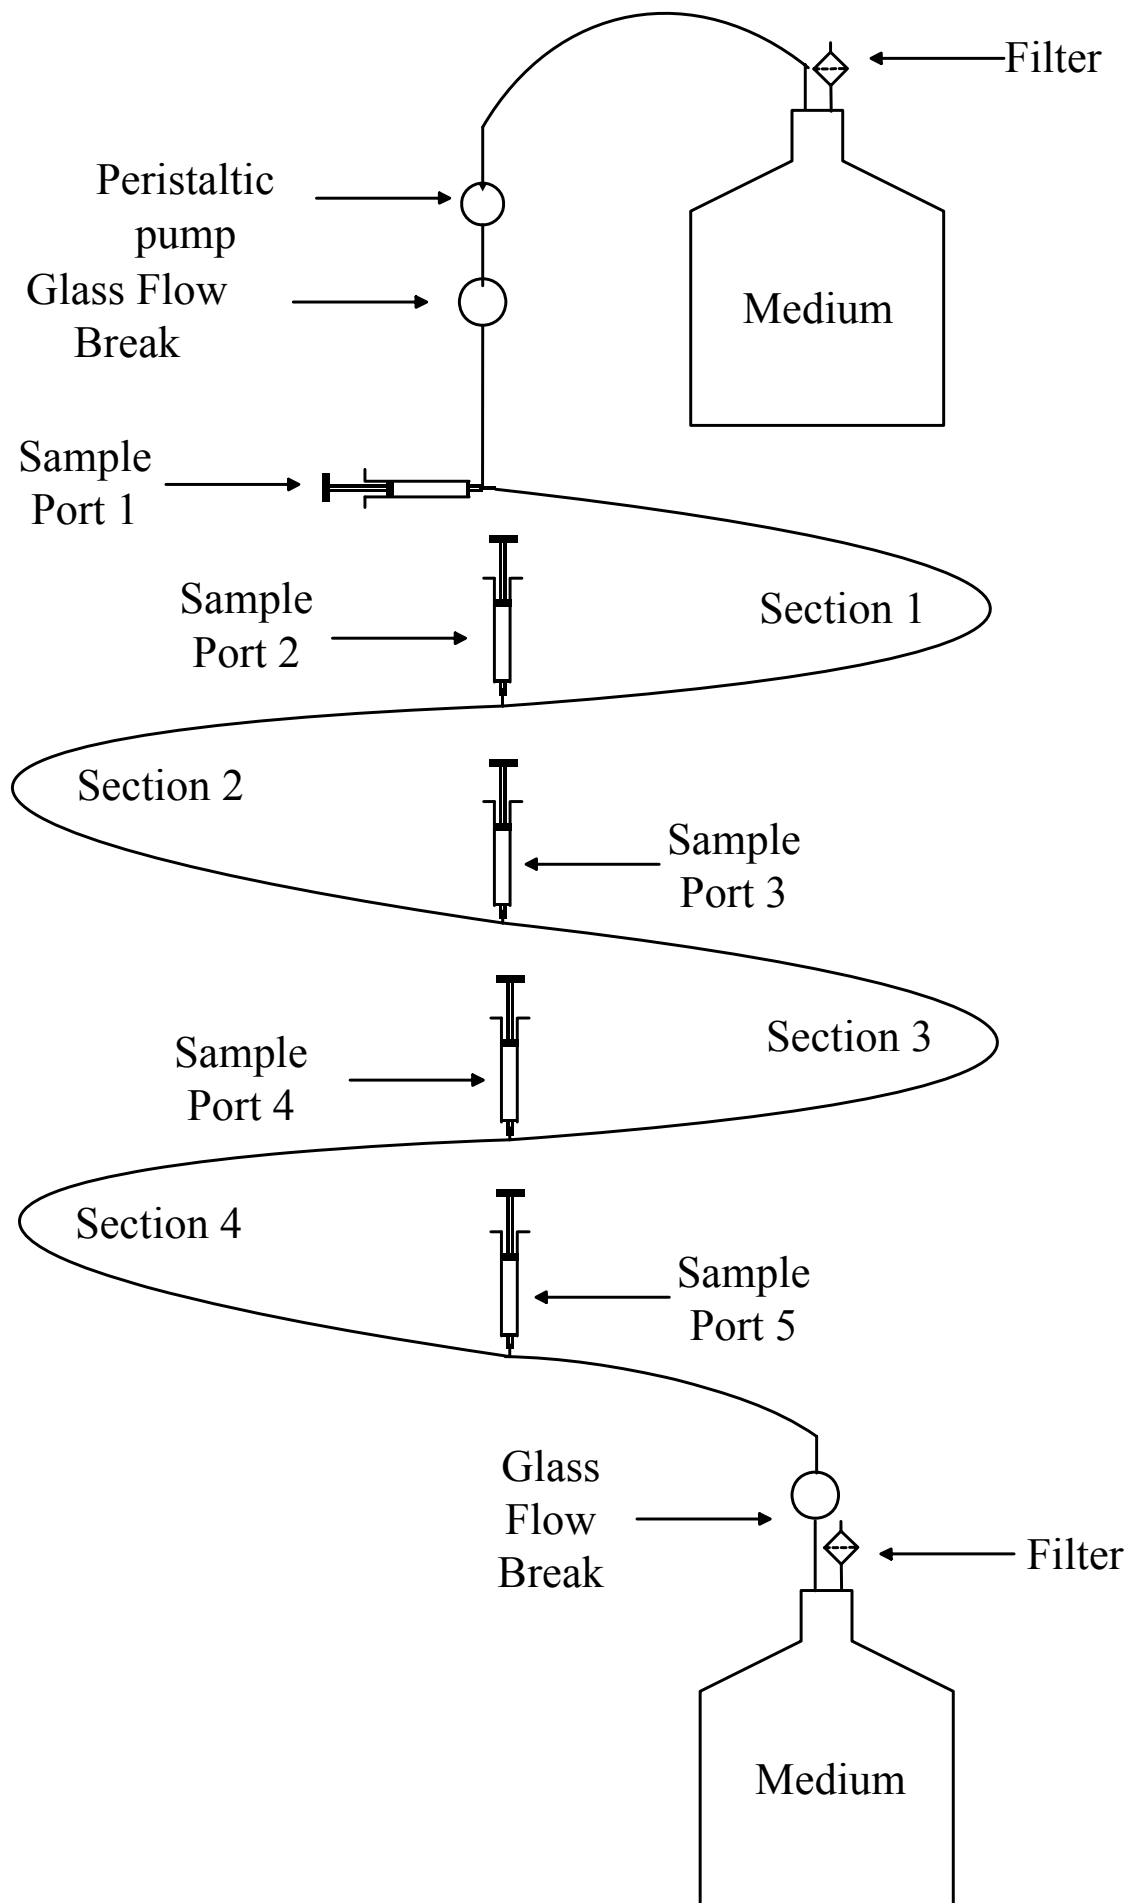 Filter
Peristaltic
pump
Glass Flow
Break
Medium
Sample
Port 1
Sample
Port 2
Section 1
Section 2
Sample
Port 3
Section 3
Sample
Port 4
Section 4
Sample
Port 5
Glass
Flow
Break
Filter
Medium